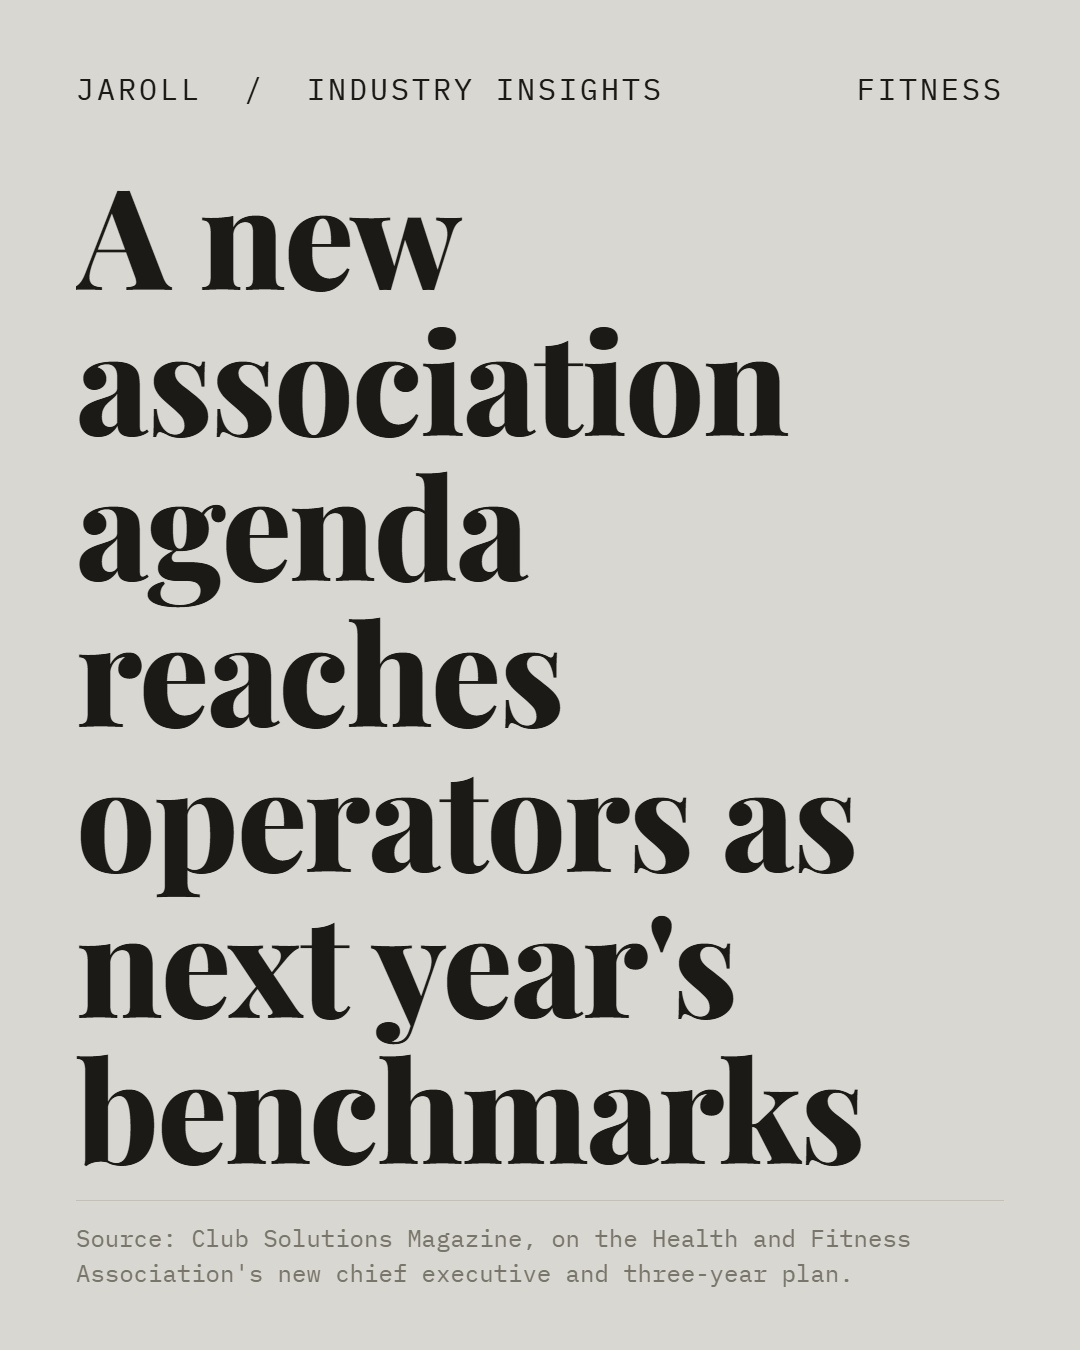 JAROLL / INDUSTRY INSIGHTS FITNESS
A new
association
agenda
reaches
operators as
next year's
benchmarks
Source: Club Solutions Magazine, on the Health and Fitness
Association's new chief executive and three-year plan.